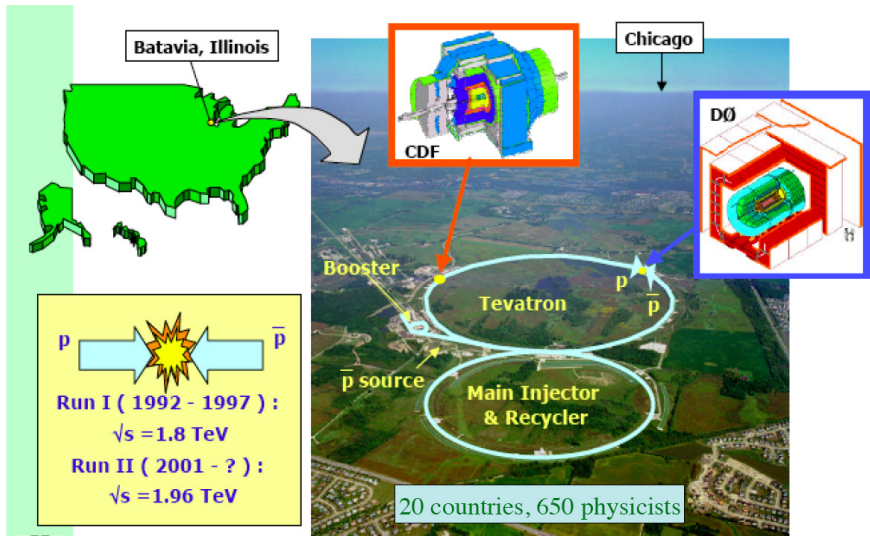 Batavia, Illinois
Chicago
CDF
DØ
Booster
p
p̅
Tevatron
p̅ source
Main Injector
& Recycler
p
p̅
Run I ( 1992 - 1997 ) :
√s =1.8 TeV
Run II ( 2001 - ? ) :
√s =1.96 TeV
20 countries, 650 physicists